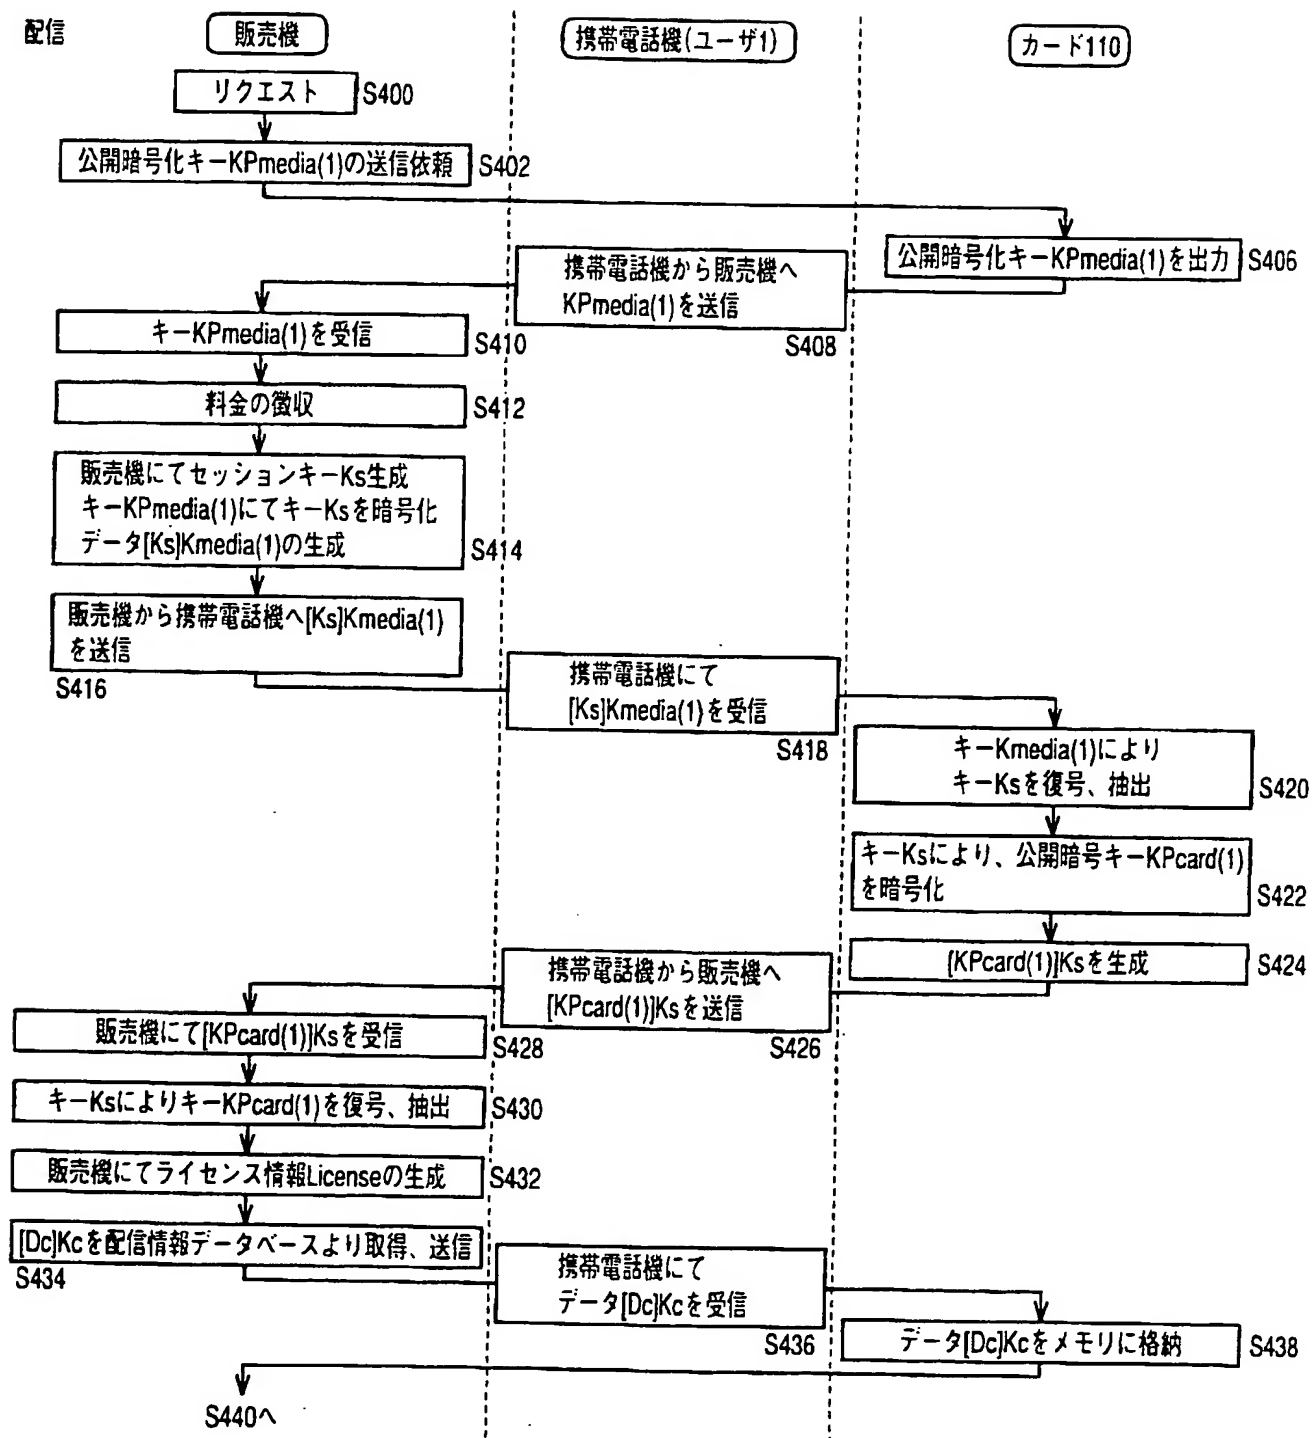 配信
販売機
携帯電話機(ユーザ1)
カード110
リクエスト
S400
公開暗号化キーKPmedia(1)の送信依頼
S402
公開暗号化キーKPmedia(1)を出力
S406
携帯電話機から販売機へ
KPmedia(1)を送信
S408
キーKPmedia(1)を受信
S410
料金の徴収
S412
販売機にてセッションキーKs生成
キーKPmedia(1)にてキーKsを暗号化
データ[Ks]Kmedia(1)の生成
S414
販売機から携帯電話機へ[Ks]Kmedia(1)
を送信
S416
携帯電話機にて
[Ks]Kmedia(1)を受信
S418
キーKmedia(1)により
キーKsを復号、抽出
S420
キーKsにより、公開暗号キーKPcard(1)
を暗号化
S422
[KPcard(1)]Ksを生成
S424
携帯電話機から販売機へ
[KPcard(1)]Ksを送信
S426
販売機にて[KPcard(1)]Ksを受信
S428
キーKsによりキーKPcard(1)を復号、抽出
S430
販売機にてライセンス情報Licenseの生成
S432
[Dc]Kcを配信情報データベースより取得、送信
S434
携帯電話機にて
データ[Dc]Kcを受信
S436
データ[Dc]Kcをメモリに格納
S438
S440へ